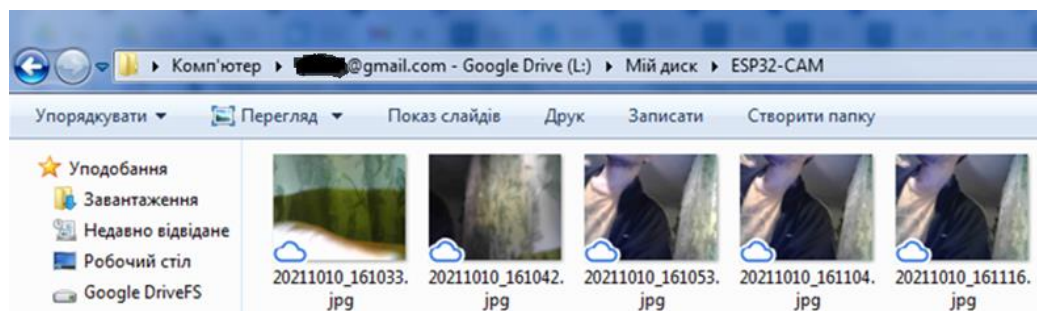 Комп'ютер ▸ @gmail.com - Google Drive (L:) ▸ Мій диск ▸ ESP32-CAM
Упорядкувати Перегляд Показ слайдів Друк Записати Створити папку
Уподобання
Завантаження
Недавно відвідане
Робочий стіл
Google DriveFS
20211010_161033.
jpg
20211010_161042.
jpg
20211010_161053.
jpg
20211010_161104.
jpg
20211010_161116.
jpg